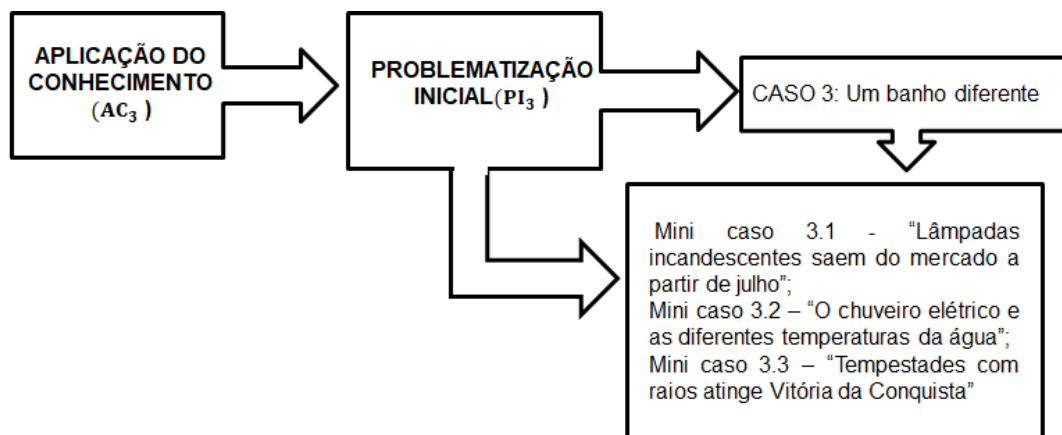 APLICAÇÃO DO
CONHECIMENTO
(AC₃ )
PROBLEMATIZAÇÃO
INICIAL(PI₃ )
CASO 3: Um banho diferente
Mini caso 3.1 - “Lâmpadas
incandescentes saem do mercado a
partir de julho”;
Mini caso 3.2 – “O chuveiro elétrico e
as diferentes temperaturas da água”;
Mini caso 3.3 – “Tempestades com
raios atinge Vitória da Conquista”